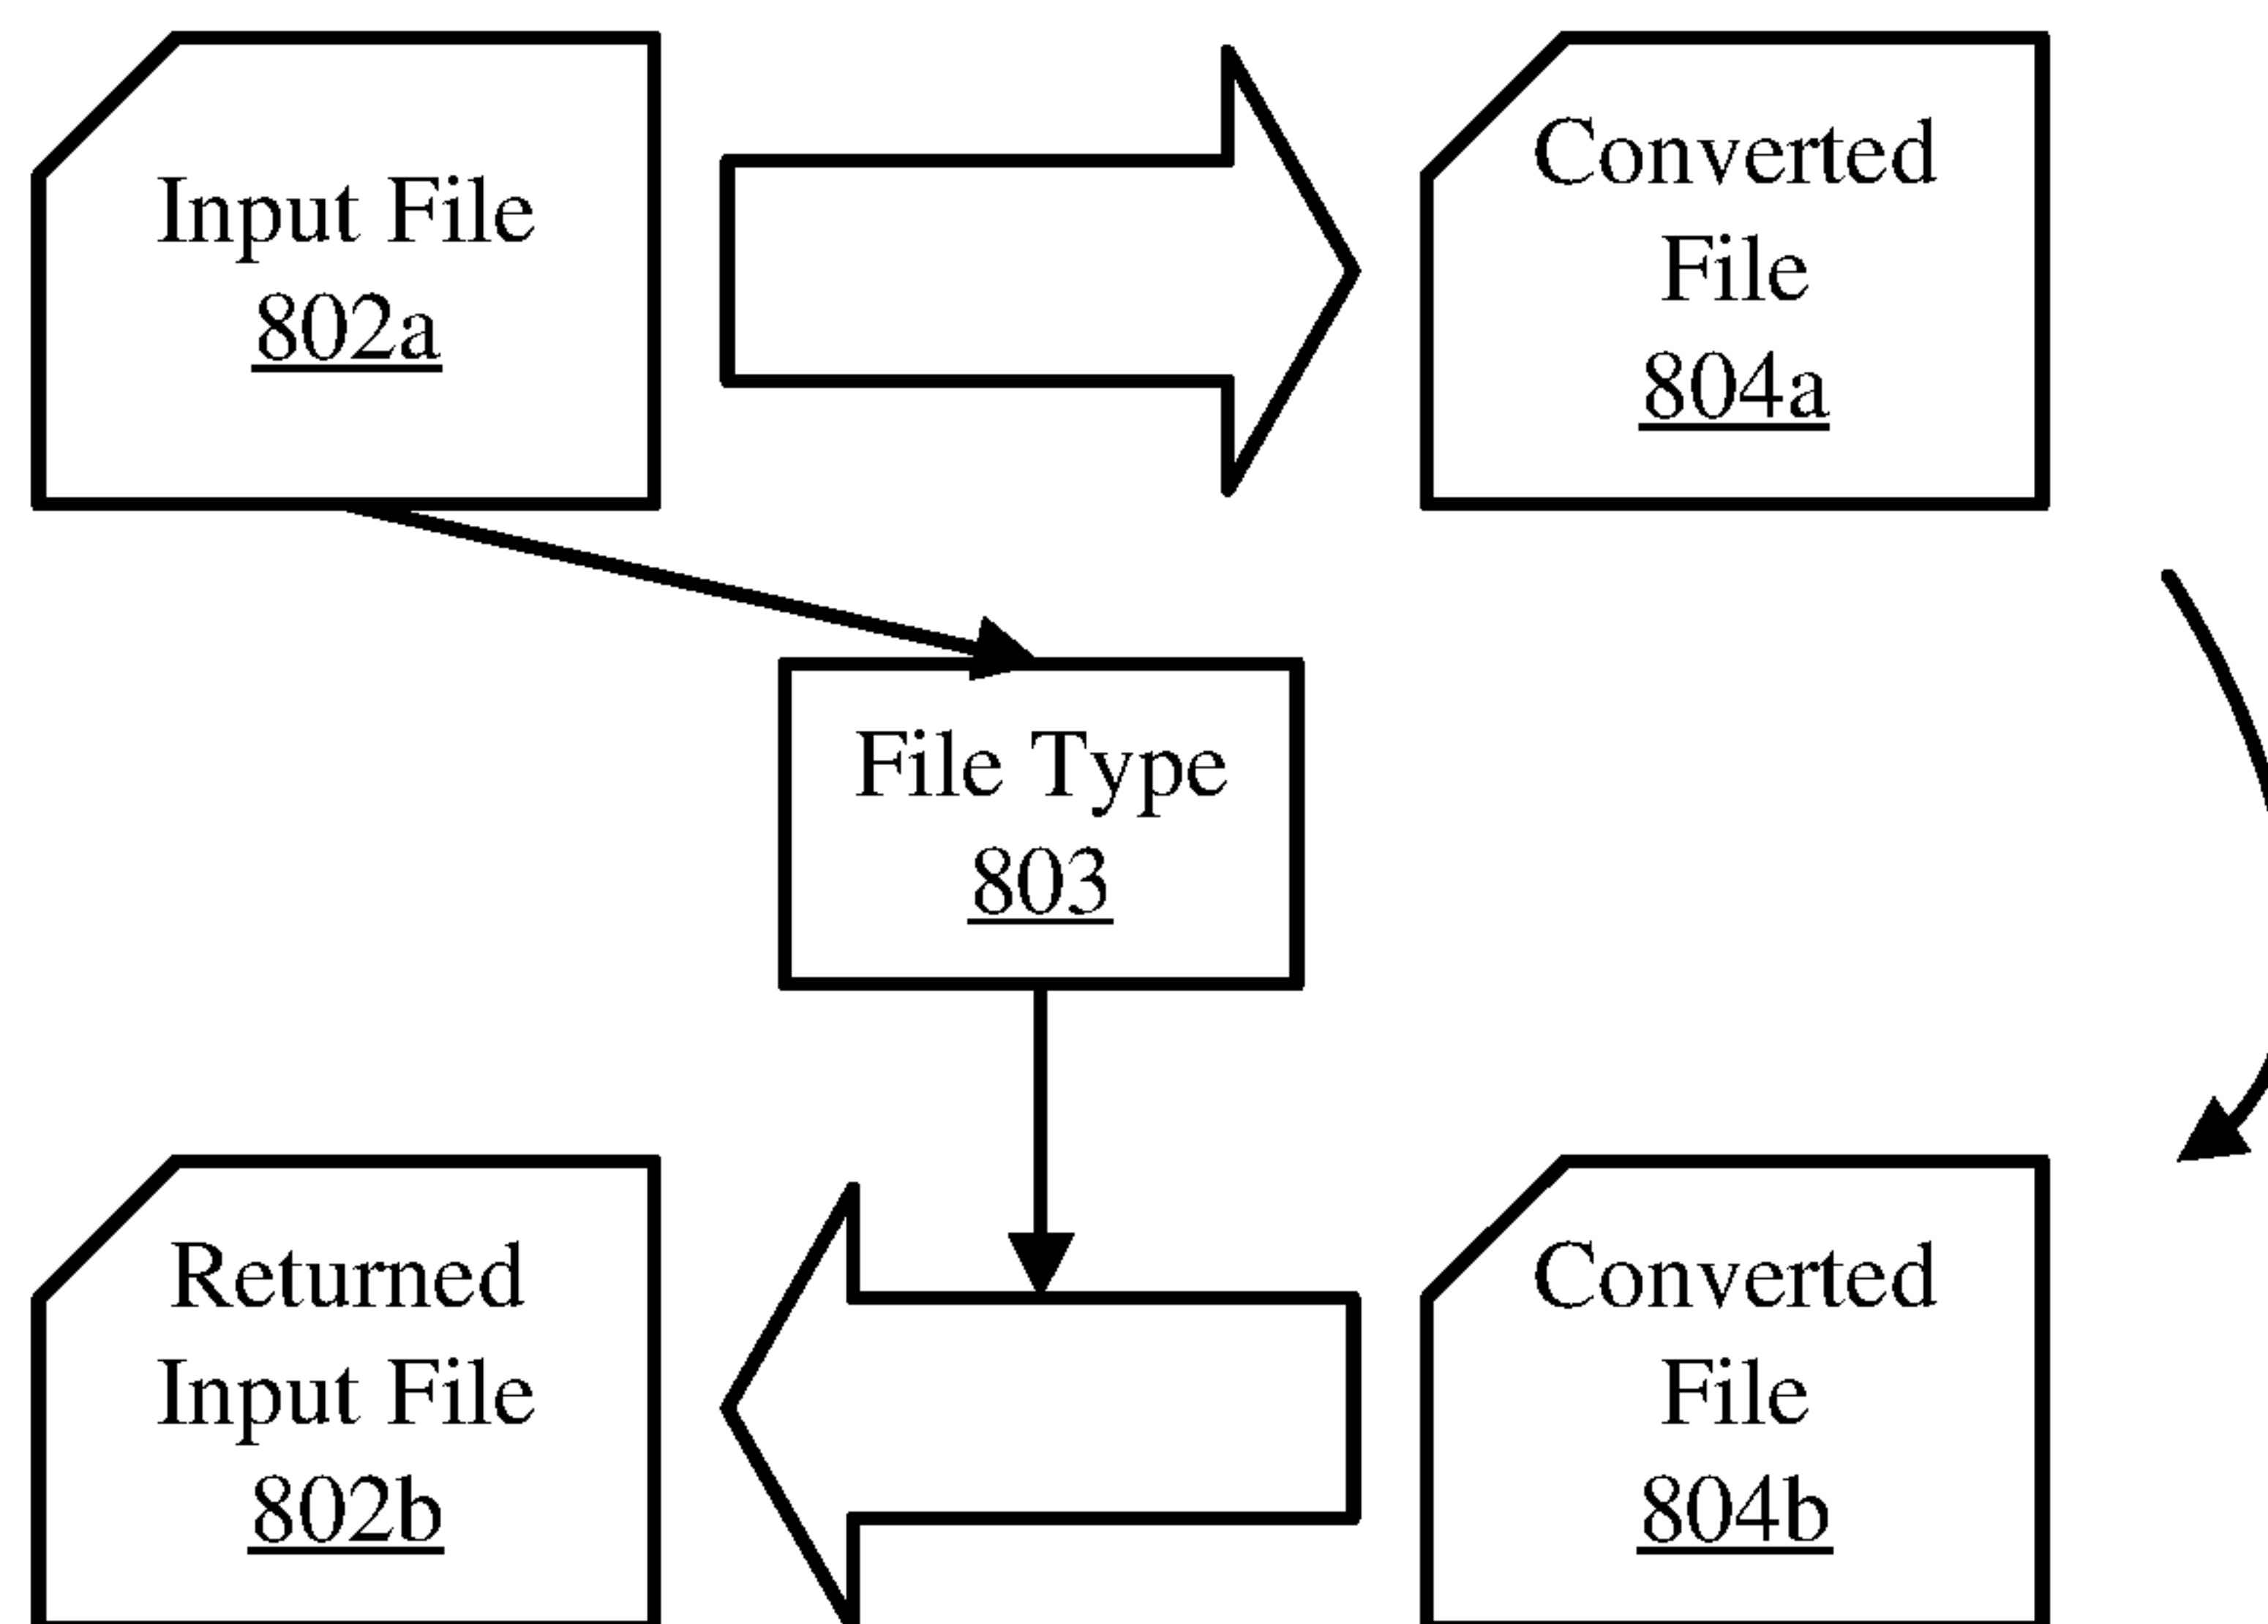 Input File
802a
Converted
File
804a
File Type
803
Returned
Input File
802b
Converted
File
804b